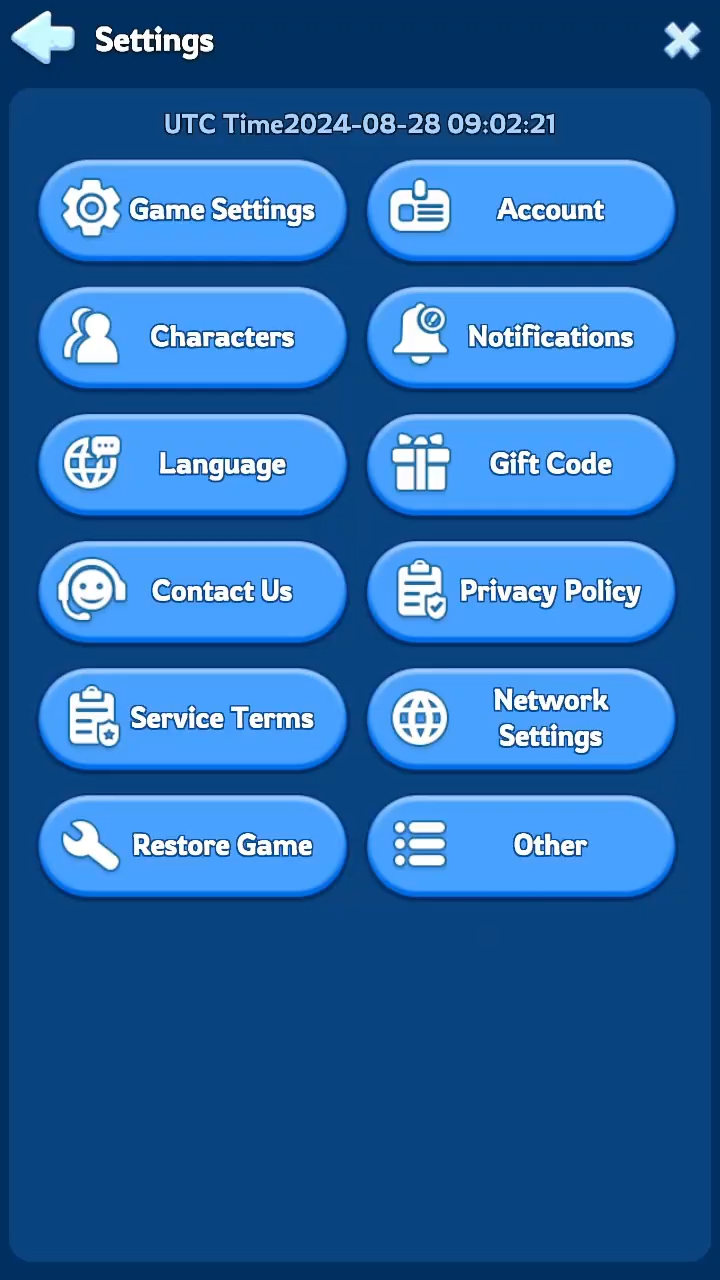 Settings
UTC Time2024-08-28 09:02:21
Game Settings
Account
Characters
Notifications
Language
Gift Code
Contact Us
Privacy Policy
Service Terms
Network
Settings
Restore Game
Other